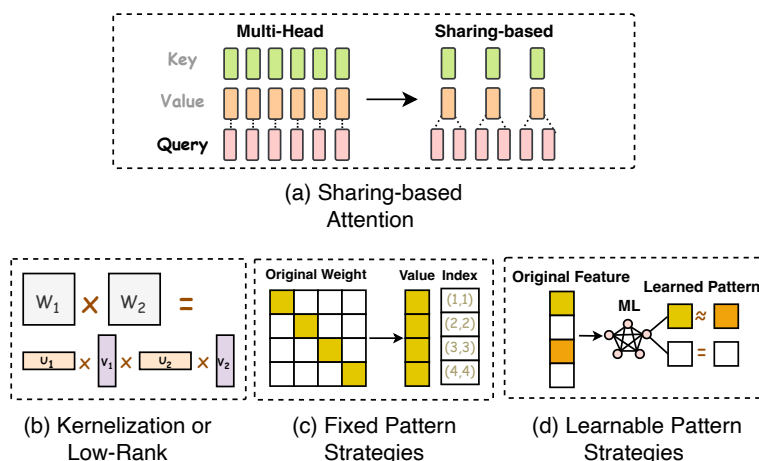 Multi-Head Sharing-based
Key
Value
Query
(a) Sharing-based
Attention
W1 × W2 =
U1 × V1 × U2 × V2
(b) Kernelization or
Low-Rank
Original Weight Value Index
(1,1)
(2,2)
(3,3)
(4,4)
(c) Fixed Pattern
Strategies
Original Feature
ML
Learned Pattern
≈
=
(d) Learnable Pattern
Strategies